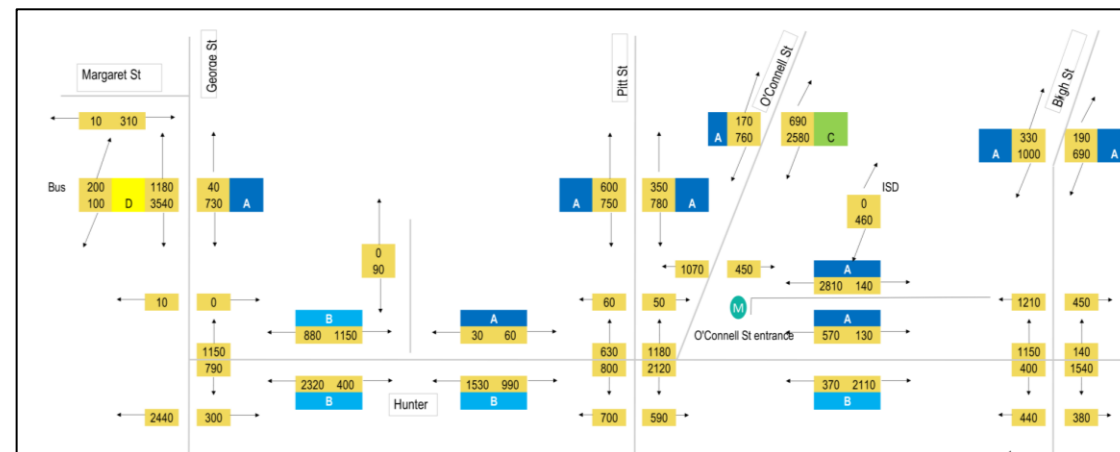 George St
Pitt St
O'Connell St
Bligh St
Margaret St
10 310
170
A 760
690
2580 C
330
A 1000
190
690 A
Bus
200
100
D
1180
3540
40
730 A
600
A 750
350
780 A
ISD
0
460
0
90
1070 450
A
2810 140
10 0
60 50
M
1210 450
B
880 1150
A
30 60
O'Connell St entrance
A
570 130
1150
790
630
800
1180
2120
1150
400
140
1540
2320 400
B
1530 990
B
370 2110
B
Hunter
2440 300
700 590
440 380